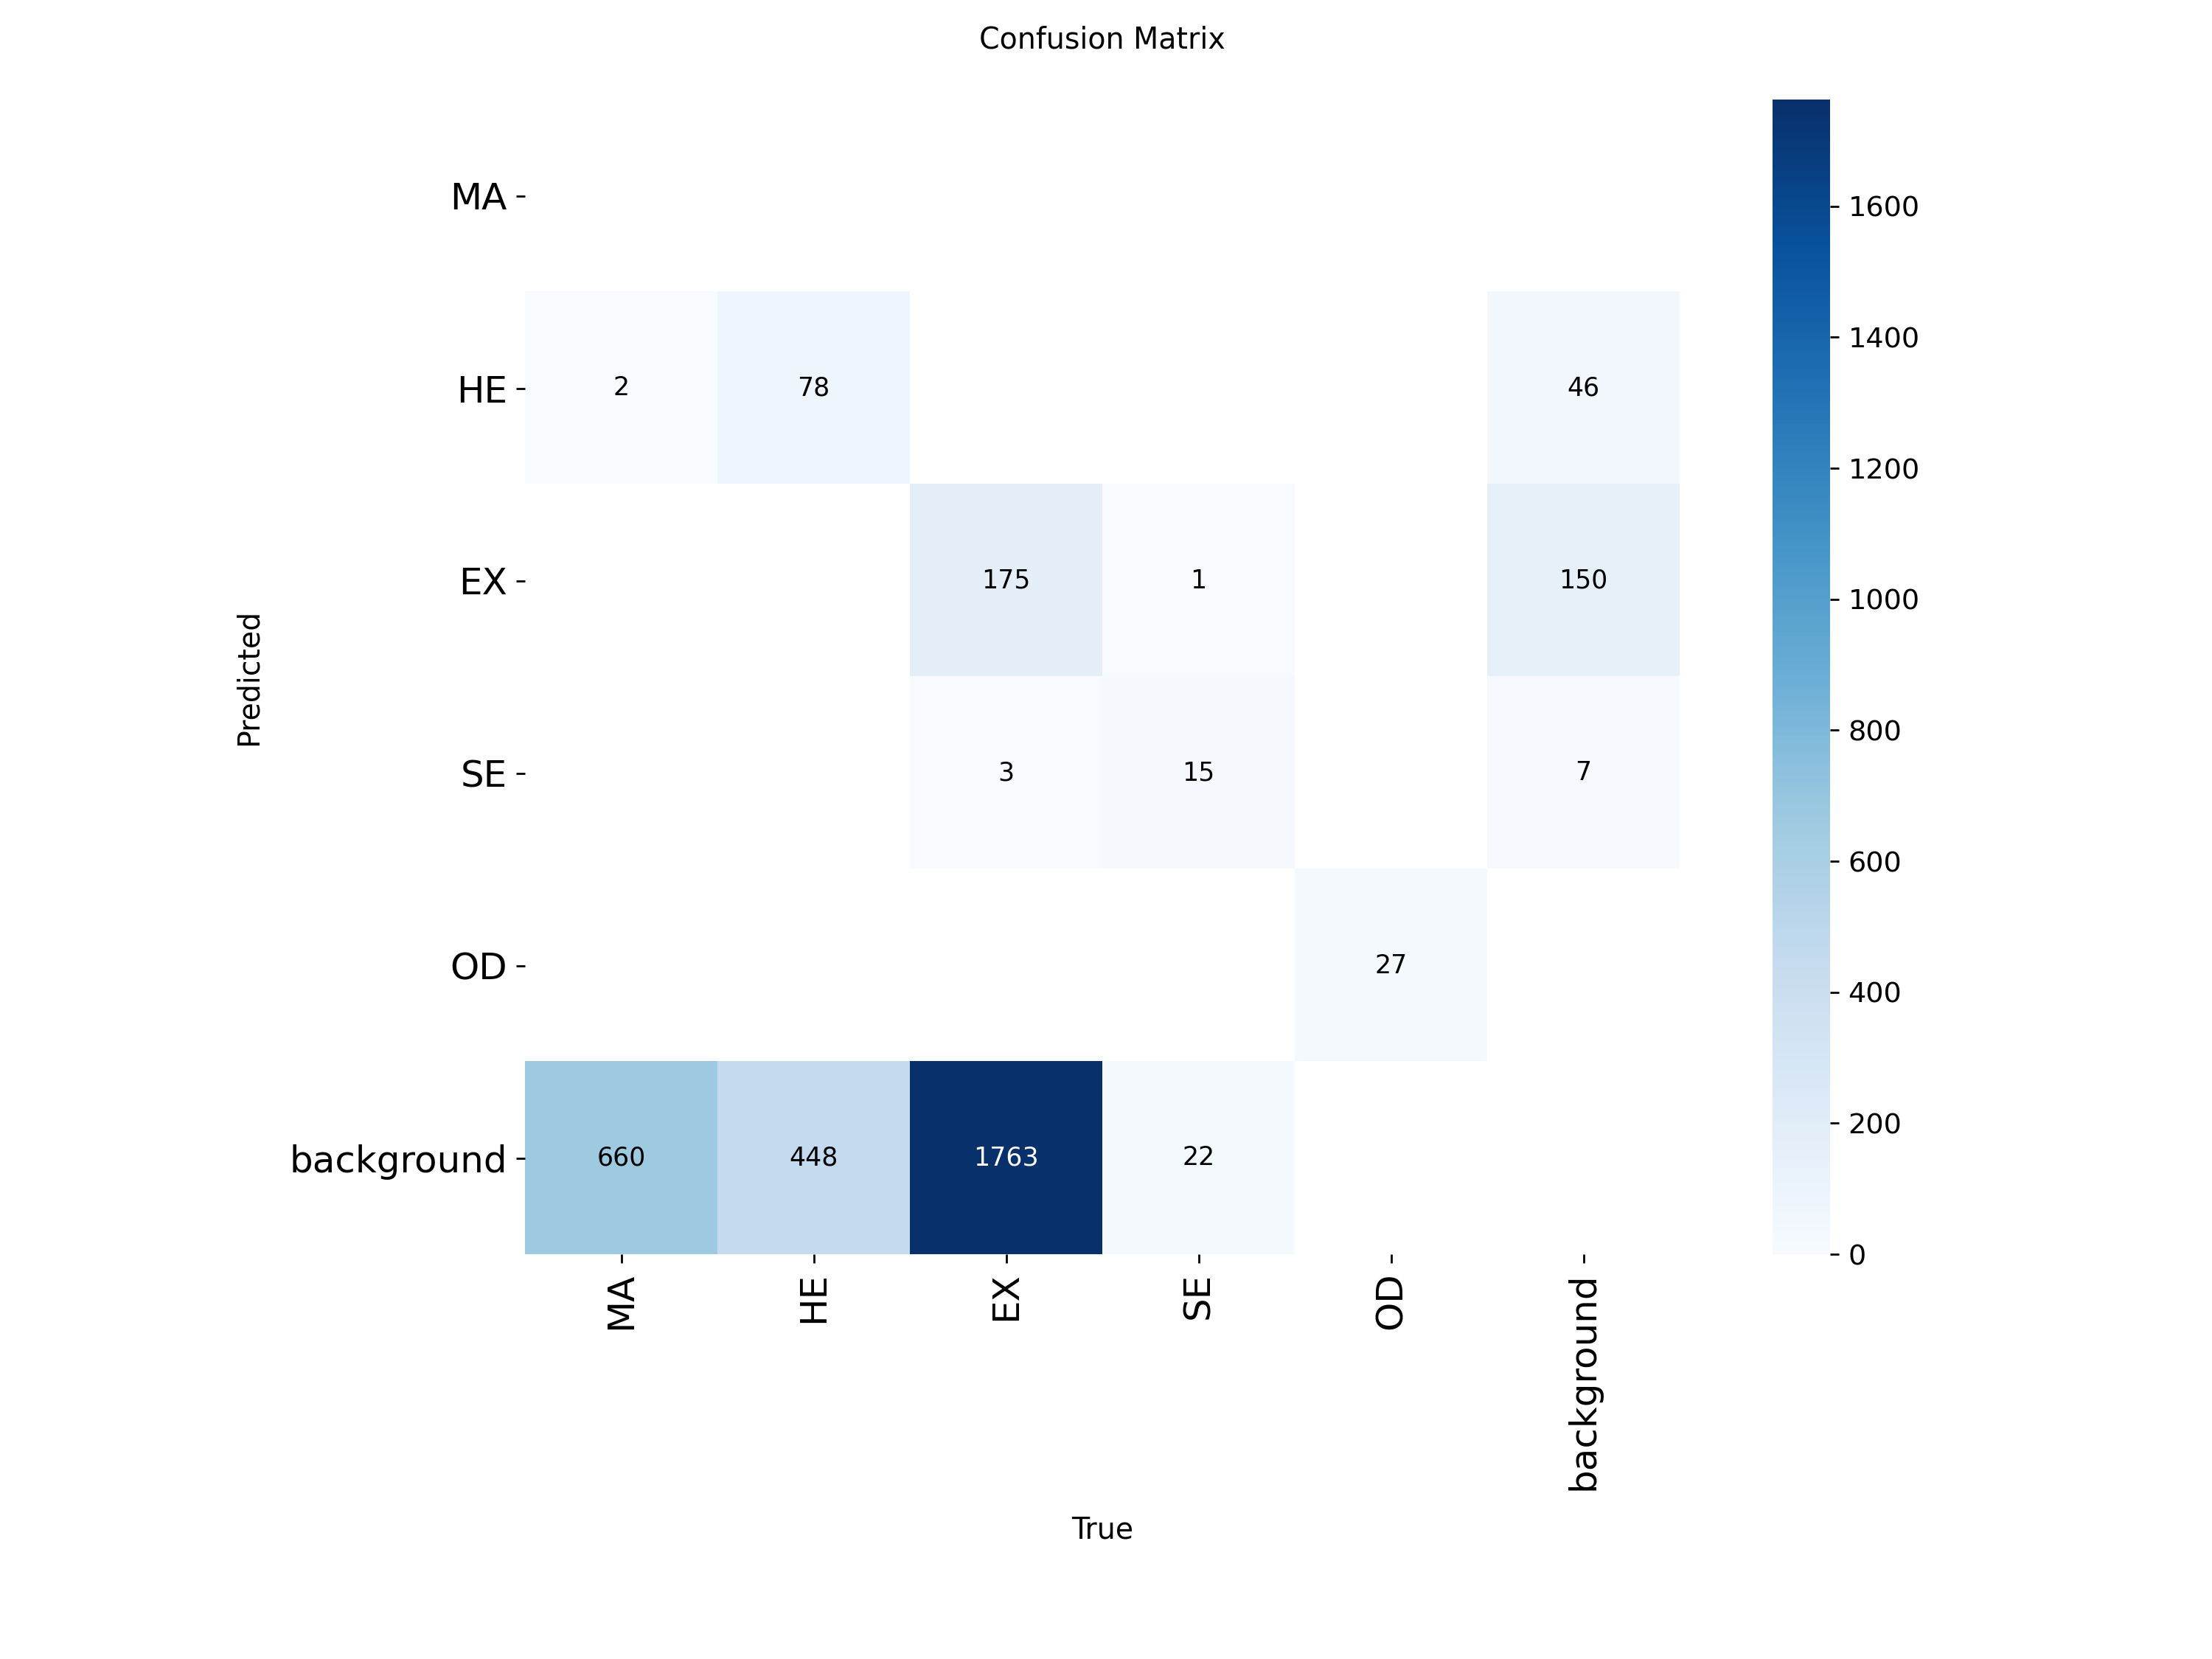 Confusion Matrix
MA
HE
EX
SE
OD
background
Predicted
2 78 46
175 1 150
3 15 7
27
660 448 1763 22
MA HE EX SE OD background
True
1600
1400
1200
1000
800
600
400
200
0